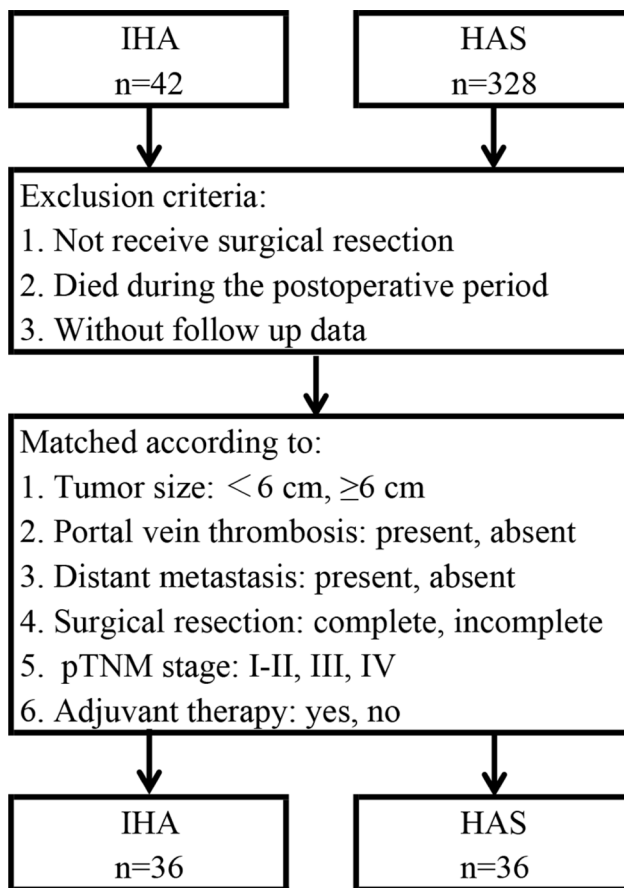 IHA
n=42
HAS
n=328
Exclusion criteria:
1. Not receive surgical resection
2. Died during the postoperative period
3. Without follow up data
Matched according to:
1. Tumor size: ＜6 cm, ≥6 cm
2. Portal vein thrombosis: present, absent
3. Distant metastasis: present, absent
4. Surgical resection: complete, incomplete
5. pTNM stage: I-II, III, IV
6. Adjuvant therapy: yes, no
IHA
n=36
HAS
n=36